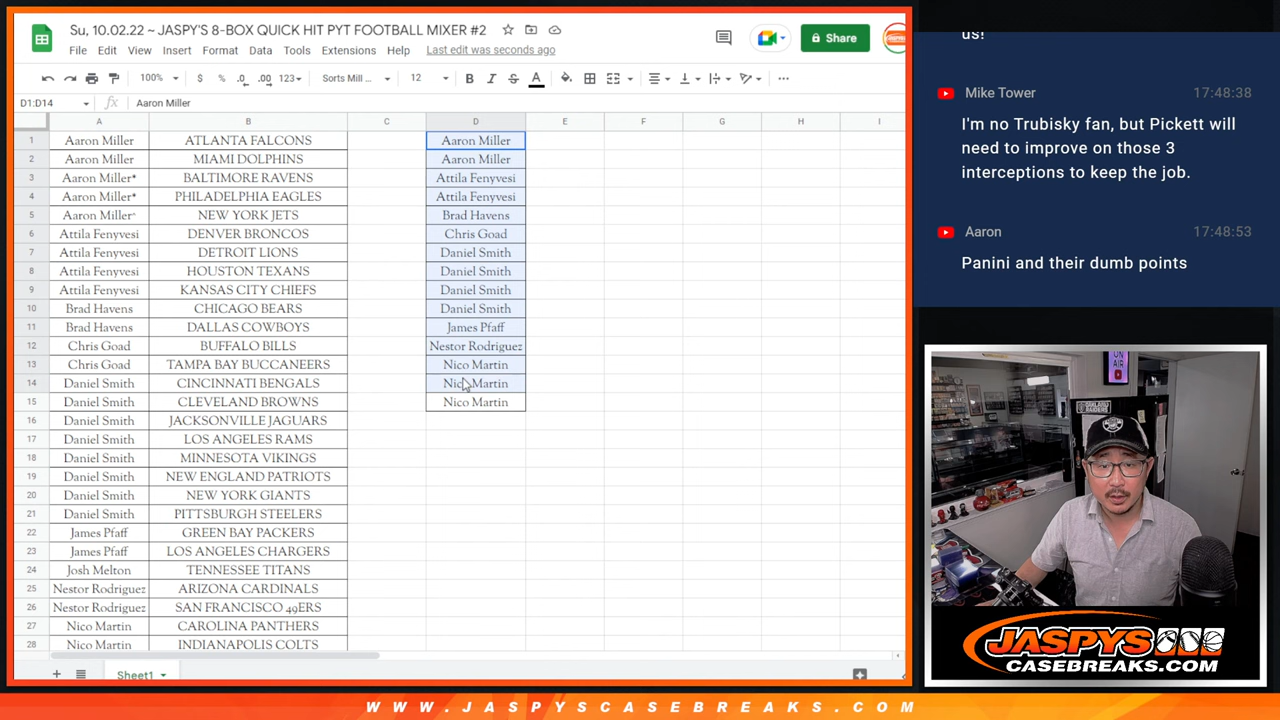 Su, 10.02.22 ~ JASPY'S 8-BOX QUICK HIT PYT FOOTBALL MIXER #2
File Edit View Insert Format Data Tools Extensions Help Last edit was seconds ago
Share
100% $ % .0 .00 123 Sorts Mill ... 12 B I S A
D1:D14 fx Aaron Miller
A B C D E F G H I
1 Aaron Miller ATLANTA FALCONS Aaron Miller
2 Aaron Miller MIAMI DOLPHINS Aaron Miller
3 Aaron Miller* BALTIMORE RAVENS Attila Fenyvesi
4 Aaron Miller* PHILADELPHIA EAGLES Attila Fenyvesi
5 Aaron Miller^ NEW YORK JETS Brad Havens
6 Attila Fenyvesi DENVER BRONCOS Chris Goad
7 Attila Fenyvesi DETROIT LIONS Daniel Smith
8 Attila Fenyvesi HOUSTON TEXANS Daniel Smith
9 Attila Fenyvesi KANSAS CITY CHIEFS Daniel Smith
10 Brad Havens CHICAGO BEARS Daniel Smith
11 Brad Havens DALLAS COWBOYS James Pfaff
12 Chris Goad BUFFALO BILLS Nestor Rodriguez
13 Chris Goad TAMPA BAY BUCCANEERS Nico Martin
14 Daniel Smith CINCINNATI BENGALS Nico Martin
15 Daniel Smith CLEVELAND BROWNS Nico Martin
16 Daniel Smith JACKSONVILLE JAGUARS
17 Daniel Smith LOS ANGELES RAMS
18 Daniel Smith MINNESOTA VIKINGS
19 Daniel Smith NEW ENGLAND PATRIOTS
20 Daniel Smith NEW YORK GIANTS
21 Daniel Smith PITTSBURGH STEELERS
22 James Pfaff GREEN BAY PACKERS
23 James Pfaff LOS ANGELES CHARGERS
24 Josh Melton TENNESSEE TITANS
25 Nestor Rodriguez ARIZONA CARDINALS
26 Nestor Rodriguez SAN FRANCISCO 49ERS
27 Nico Martin CAROLINA PANTHERS
28 Nico Martin INDIANAPOLIS COLTS
Sheet1
us!
Mike Tower 17:48:38
I'm no Trubisky fan, but Pickett will
need to improve on those 3
interceptions to keep the job.
Aaron 17:48:53
Panini and their dumb points
ON AIR
RAIDERS
JASPYS
CASEBREAKS.COM
WWW.JASPYSCASEBREAKS.COM